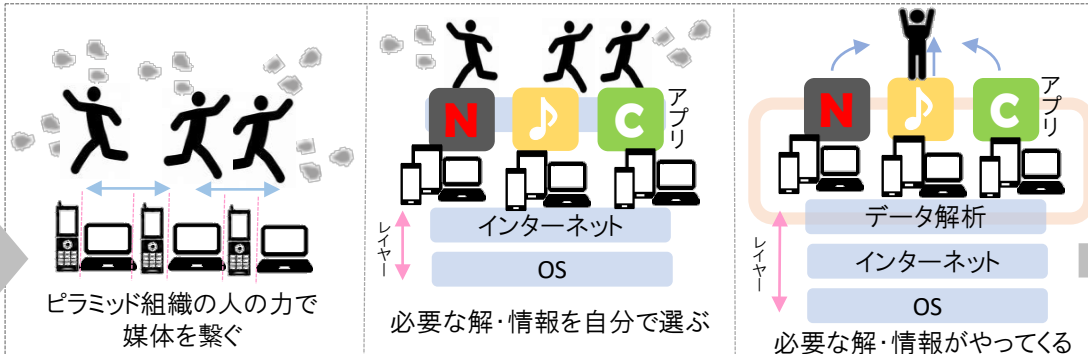 ピラミッド組織の人の力で
媒体を繋ぐ
N
C
アプリ
レイヤー
インターネット
OS
必要な解・情報を自分で選ぶ
N
C
アプリ
データ解析
レイヤー
インターネット
OS
必要な解・情報がやってくる